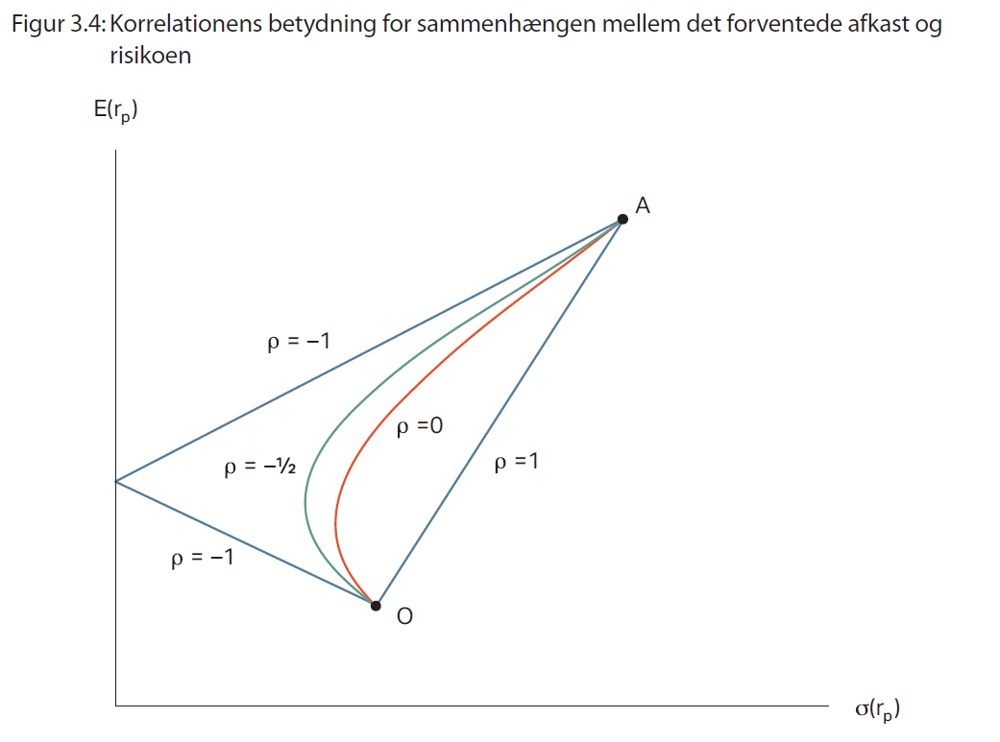 Figur 3.4: Korrelationens betydning for sammenhængen mellem det forventede afkast og
risikoen
E(rₚ)
A
ρ = –1
ρ =0
ρ = –½
ρ =1
ρ = –1
O
σ(rₚ)